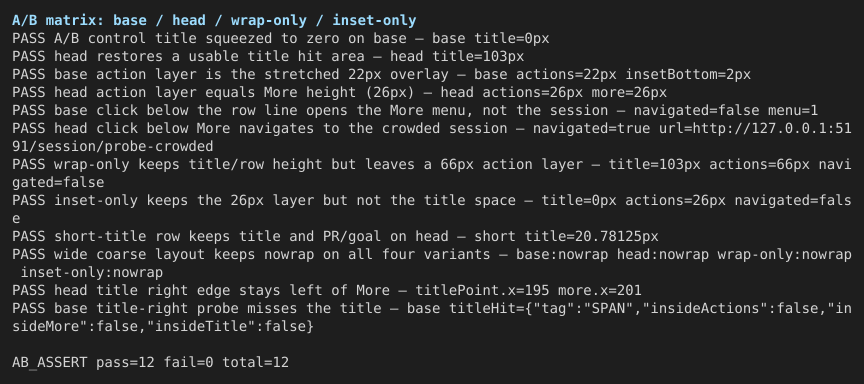 A/B matrix: base / head / wrap-only / inset-only
PASS A/B control title squeezed to zero on base — base title=0px
PASS head restores a usable title hit area — head title=103px
PASS base action layer is the stretched 22px overlay — base actions=22px insetBottom=2px
PASS head action layer equals More height (26px) — head actions=26px more=26px
PASS base click below the row line opens the More menu, not the session — navigated=false menu=1
PASS head click below More navigates to the crowded session — navigated=true url=http://127.0.0.1:51
91/session/probe-crowded
PASS wrap-only keeps title/row height but leaves a 66px action layer — title=103px actions=66px navi
gated=false
PASS inset-only keeps the 26px layer but not the title space — title=0px actions=26px navigated=fals
e
PASS short-title row keeps title and PR/goal on head — short title=20.78125px
PASS wide coarse layout keeps nowrap on all four variants — base:nowrap head:nowrap wrap-only:nowrap
 inset-only:nowrap
PASS head title right edge stays left of More — titlePoint.x=195 more.x=201
PASS base title-right probe misses the title — base titleHit={"tag":"SPAN","insideActions":false,"in
sideMore":false,"insideTitle":false}
AB_ASSERT pass=12 fail=0 total=12